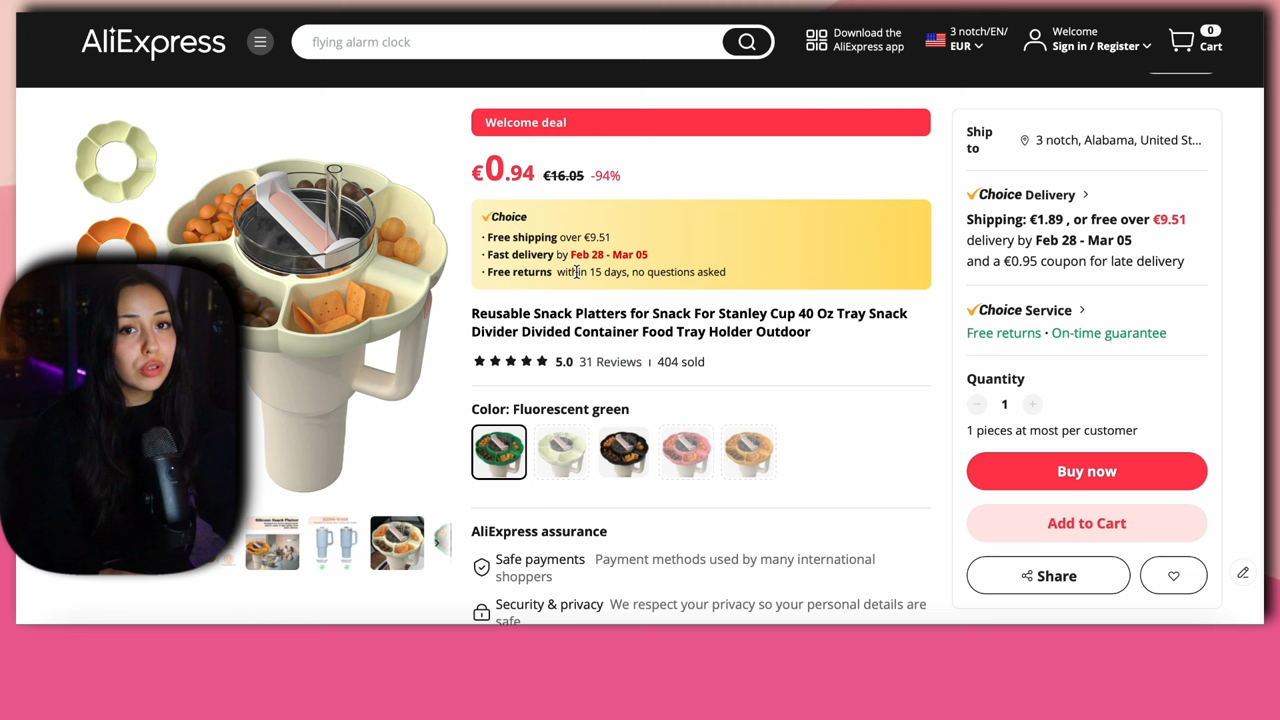 AliExpress
flying alarm clock
Download the
AliExpress app
3 notch/EN/
EUR
Welcome
Sign in / Register
0
Cart
Welcome deal
€0.94 €16.05 -94%
Choice
· Free shipping over €9.51
· Fast delivery by Feb 28 - Mar 05
· Free returns within 15 days, no questions asked
Reusable Snack Platters for Snack For Stanley Cup 40 Oz Tray Snack
Divider Divided Container Food Tray Holder Outdoor
5.0 31 Reviews | 404 sold
Color: Fluorescent green
AliExpress assurance
Safe payments Payment methods used by many international
shoppers
Security & privacy We respect your privacy so your personal details are
safe
Ship
to
3 notch, Alabama, United St...
Choice Delivery >
Shipping: €1.89 , or free over €9.51
delivery by Feb 28 - Mar 05
and a €0.95 coupon for late delivery
Choice Service >
Free returns · On-time guarantee
Quantity
− 1 +
1 pieces at most per customer
Buy now
Add to Cart
Share